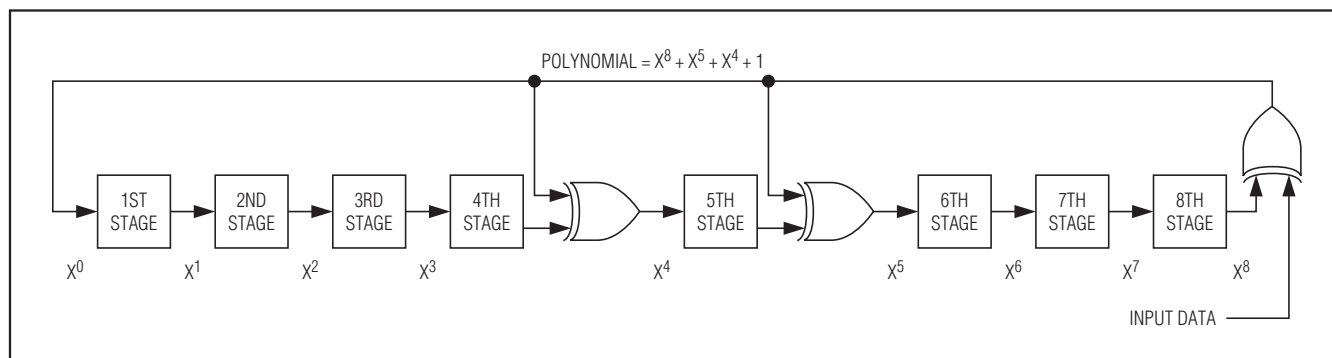 POLYNOMIAL = X⁸ + X⁵ + X⁴ + 1
1ST
STAGE
2ND
STAGE
3RD
STAGE
4TH
STAGE
5TH
STAGE
6TH
STAGE
7TH
STAGE
8TH
STAGE
X⁰
X¹
X²
X³
X⁴
X⁵
X⁶
X⁷
X⁸
INPUT DATA